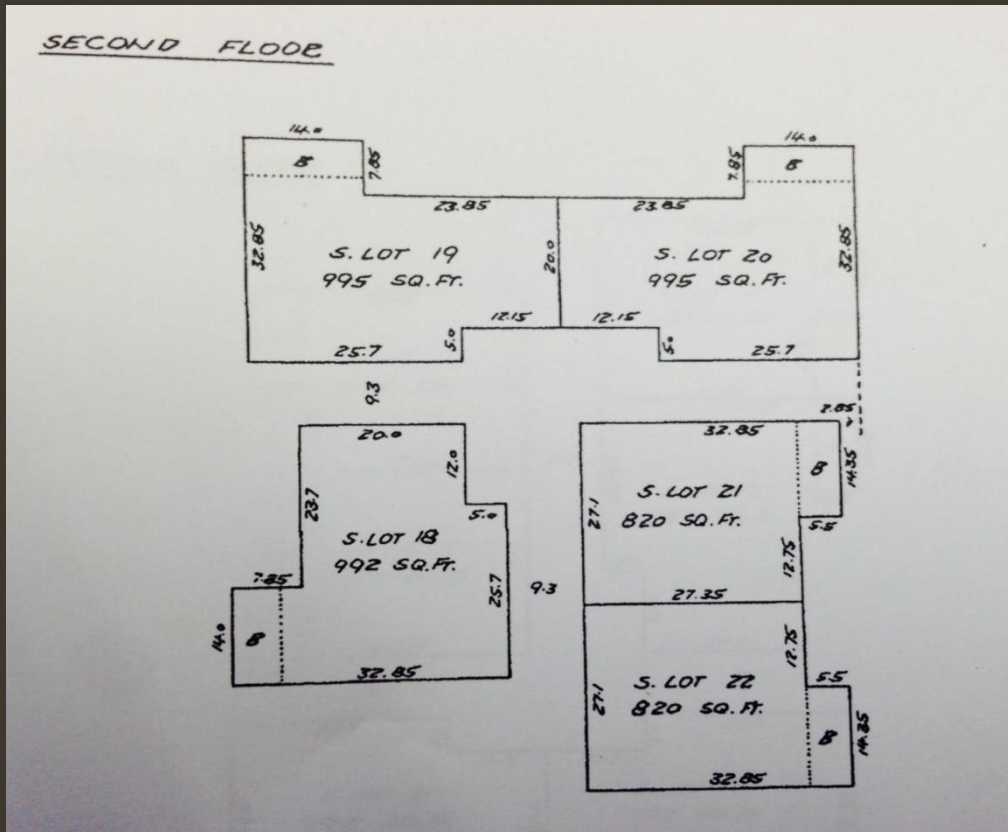 SECOND FLOOR
14.0
14.0
B
7.85
7.85
B
23.85
23.85
32.85
S. LOT 19
995 SQ.FT.
20.0
S. LOT 20
995 SQ.FT.
32.85
12.15
12.15
5.0
5.0
25.7
25.7
9.3
7.85
20.0
32.85
12.0
B
14.35
23.7
5.0
27.1
S. LOT 21
820 SQ.FT.
5.5
S. LOT 18
992 SQ.FT.
12.75
7.85
25.7
9.3
27.35
14.0
B
12.75
32.85
27.1
S. LOT 22
820 SQ.FT.
5.5
B
14.35
32.85